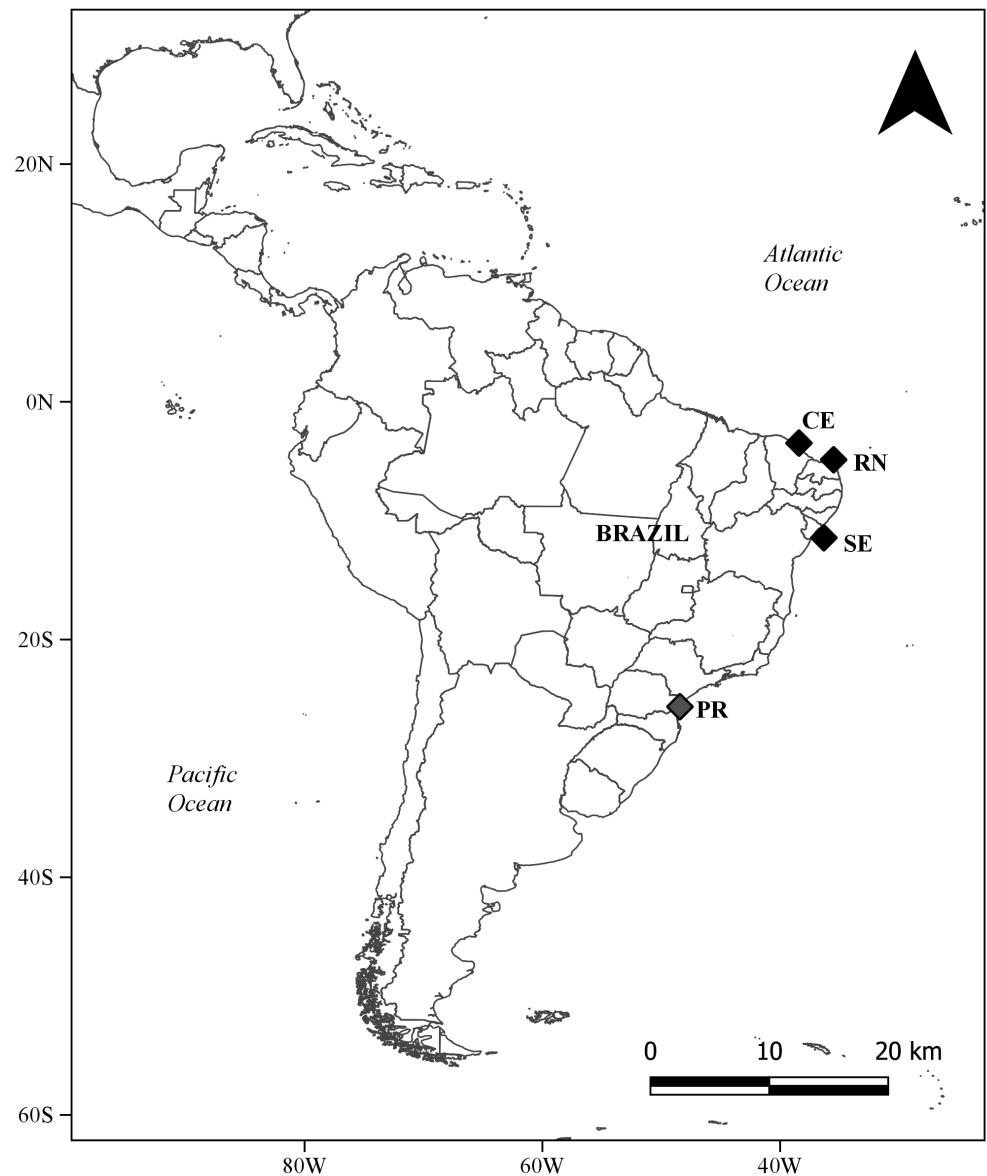 20N
Atlantic
Ocean
0N
CE
RN
BRAZIL
SE
20S
PR
Pacific
Ocean
40S
0 10 20 km
60S
80W 60W 40W